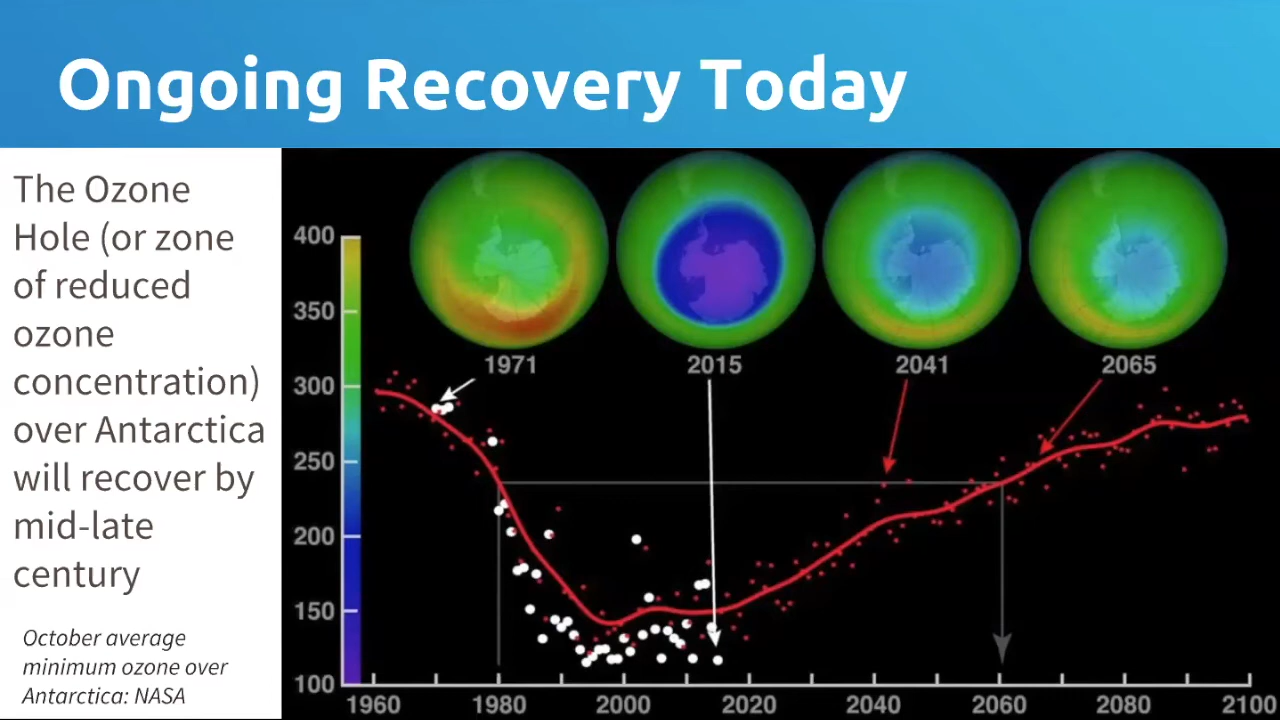 Ongoing Recovery Today
The Ozone
Hole (or zone
of reduced
ozone
concentration)
over Antarctica
will recover by
mid-late
century
October average
minimum ozone over
Antarctica: NASA
1971 2015 2041 2065
400
350
300
250
200
150
100
1960 1980 2000 2020 2040 2060 2080 2100